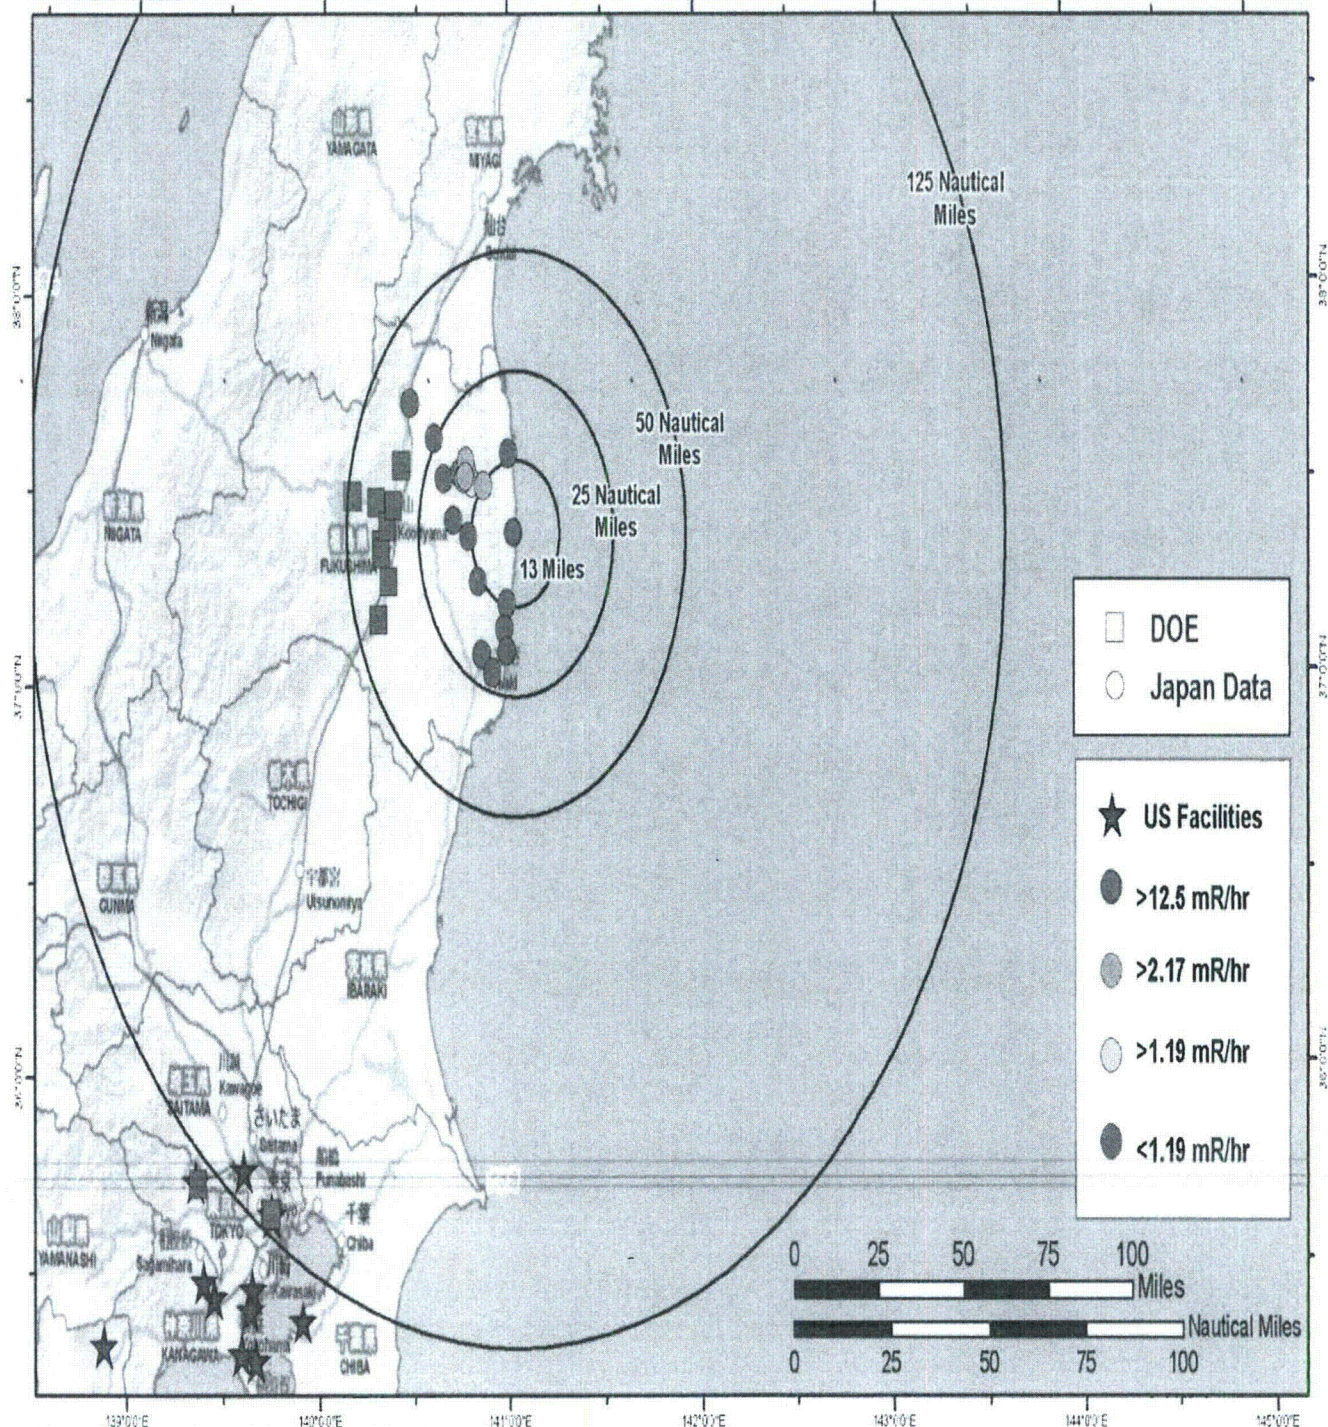 YAMAGATA
MIYAGI
125 Nautical
Miles
Niigata
50 Nautical
Miles
25 Nautical
Miles
NIIGATA
Kooriyama
FUKUSHIMA
13 Miles
DOE
Japan Data
TOCHIGI
US Facilities
GUNMA
Utsunomiya
>12.5 mR/hr
IBARAKI
>2.17 mR/hr
>1.19 mR/hr
Kawagoe
SAITAMA
さいたま
Saitama
<1.19 mR/hr
Funabashi
TOKYO
千葉
Chiba
YAMANASHI
Sagamihara
Kawasaki
KANAGAWA
CHIBA
0 25 50 75 100
Miles
Nautical Miles
0 25 50 75 100
139°0'0"E 140°0'0"E 141°0'0"E 142°0'0"E 143°0'0"E 144°0'0"E 145°0'0"E